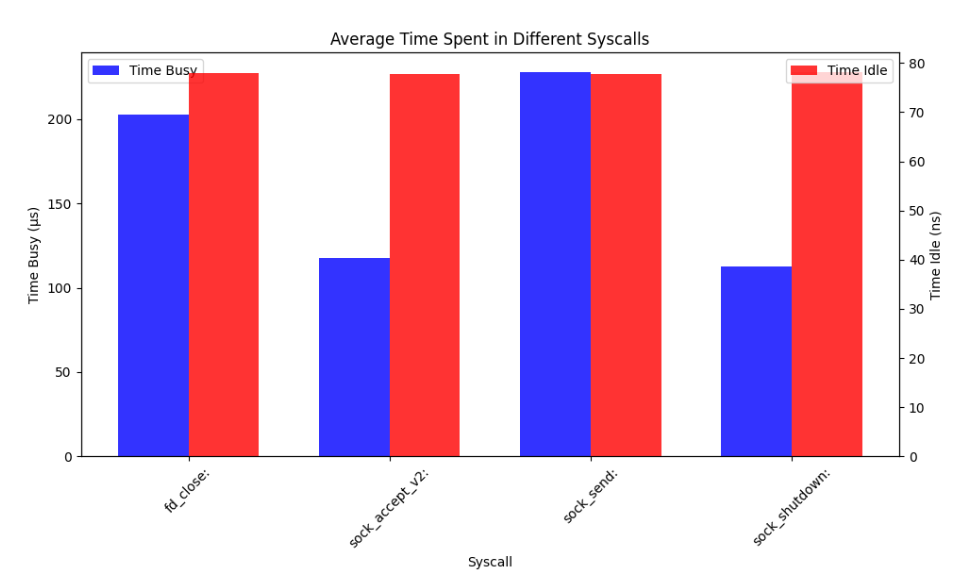 Average Time Spent in Different Syscalls
Time Busy
Time Idle
Time Busy (µs)
0
50
100
150
200
Time Idle (ns)
0
10
20
30
40
50
60
70
80
fd_close:
sock_accept_v2:
sock_send:
sock_shutdown:
Syscall